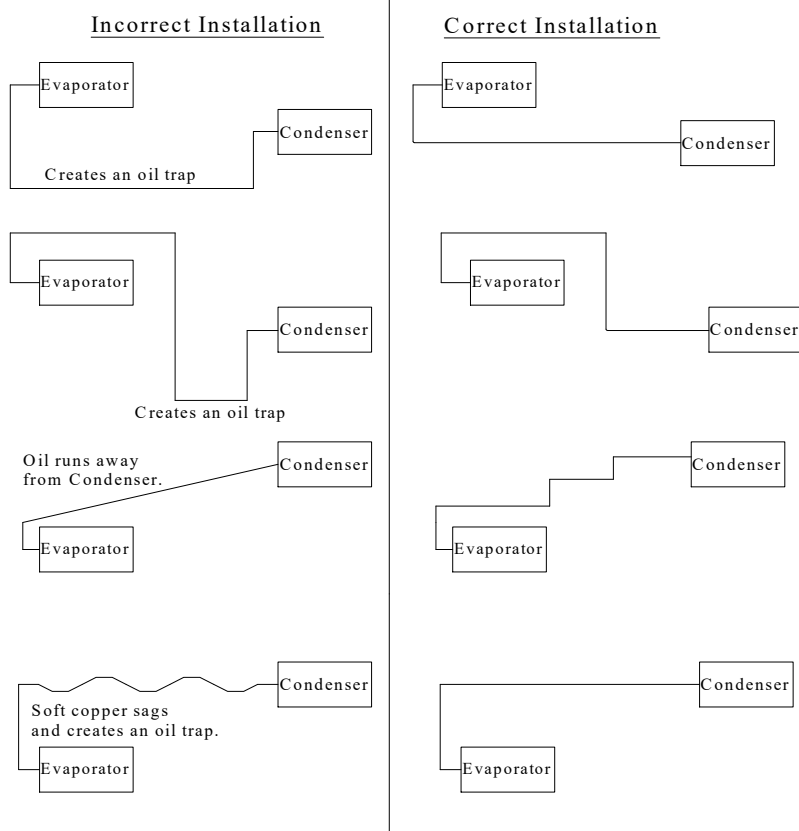 Incorrect Installation
Evaporator
Condenser
Creates an oil trap
Evaporator
Condenser
Creates an oil trap
Oil runs away
from Condenser.
Condenser
Evaporator
Condenser
Soft copper sags
and creates an oil trap.
Evaporator
Correct Installation
Evaporator
Condenser
Evaporator
Condenser
Condenser
Evaporator
Condenser
Evaporator